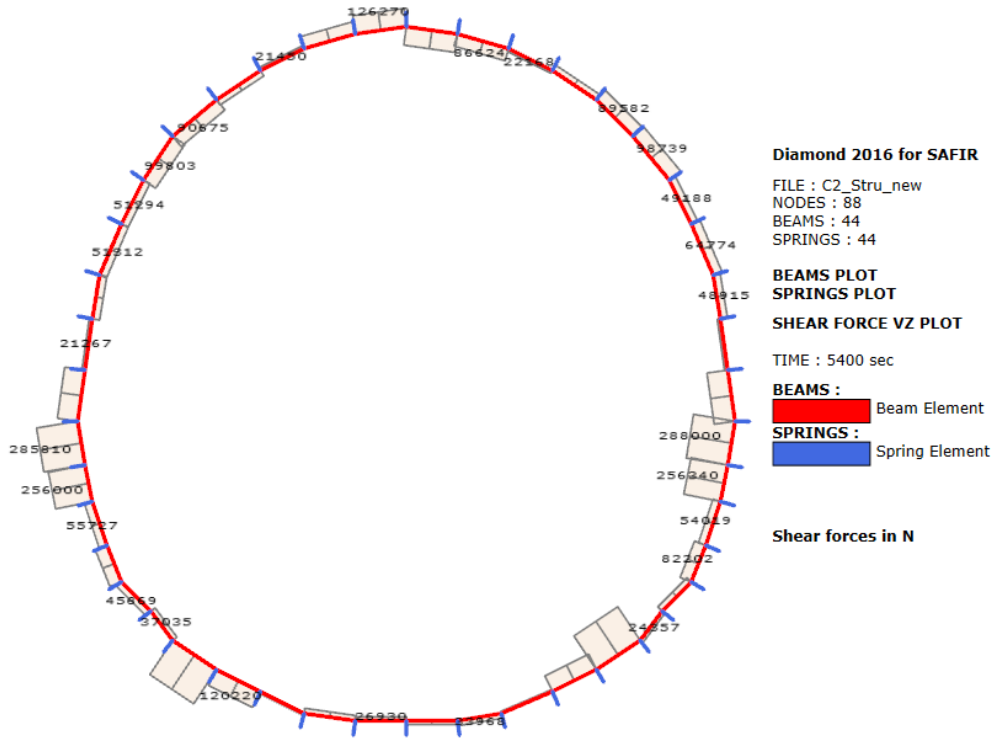 126270
21450
86624
22168
90675
89582
99803
98739
51294
49188
51812
64774
48915
21267
285810
288000
256000
256340
55727
54019
82202
45669
37035
24357
120220
26930
23968
Diamond 2016 for SAFIR
FILE : C2_Stru_new
NODES : 88
BEAMS : 44
SPRINGS : 44
BEAMS PLOT
SPRINGS PLOT
SHEAR FORCE VZ PLOT
TIME : 5400 sec
BEAMS :
Beam Element
SPRINGS :
Spring Element
Shear forces in N